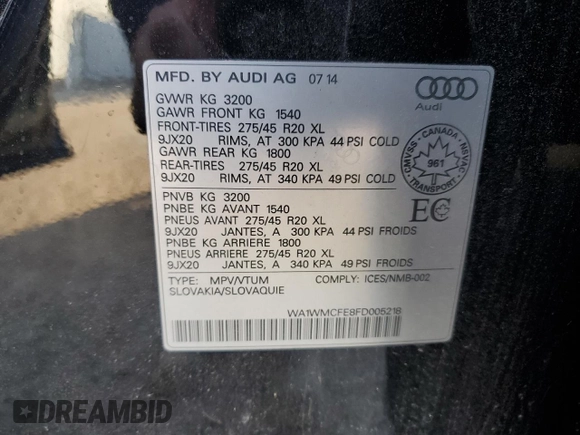 MFD. BY AUDI AG 07 14
Audi
GVWR KG 3200
GAWR FRONT KG 1540
FRONT-TIRES 275/45 R20 XL
9JX20 RIMS, AT 300 KPA 44 PSI COLD
GAWR REAR KG 1800
REAR-TIRES 275/45 R20 XL
9JX20 RIMS, AT 340 KPA 49 PSI COLD
CMVSS - CANADA - NSVAC
961
TRANSPORT
PNVB KG 3200
PNBE KG AVANT 1540
PNEUS AVANT 275/45 R20 XL
9JX20 JANTES, A 300 KPA 44 PSI FROIDS
PNBE KG ARRIERE 1800
PNEUS ARRIERE 275/45 R20 XL
9JX20 JANTES, A 340 KPA 49 PSI FROIDS
EC
TYPE: MPV/VTUM COMPLY: ICES/NMB-002
SLOVAKIA/SLOVAQUIE
WA1WMCFE8FD005218
DREAMBID